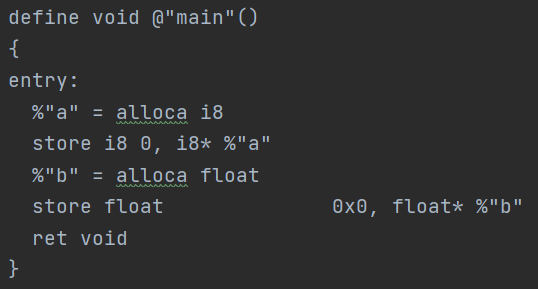 define void @"main"()
{
entry:
  %"a" = alloca i8
  store i8 0, i8* %"a"
  %"b" = alloca float
  store float              0x0, float* %"b"
  ret void
}